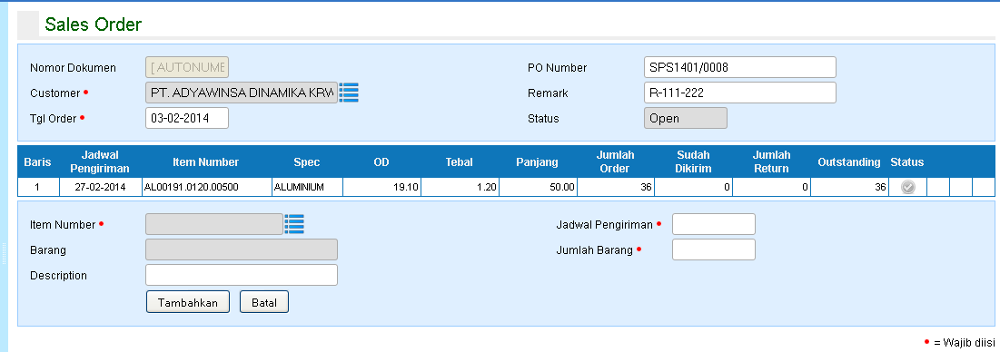 Sales Order
Nomor Dokumen [ AUTONUME PO Number SPS1401/0008
Customer • PT. ADYAWINSA DINAMIKA KRW Remark R-111-222
Tgl Order • 03-02-2014 Status Open
Baris Jadwal Pengiriman Item Number Spec OD Tebal Panjang Jumlah Order Sudah Dikirim Jumlah Return Outstanding Status
1 27-02-2014 AL00191.0120.00500 ALUMINIUM 19.10 1.20 50.00 36 0 0 36
Item Number • Jadwal Pengiriman •
Barang Jumlah Barang •
Description
Tambahkan Batal
• = Wajib diisi